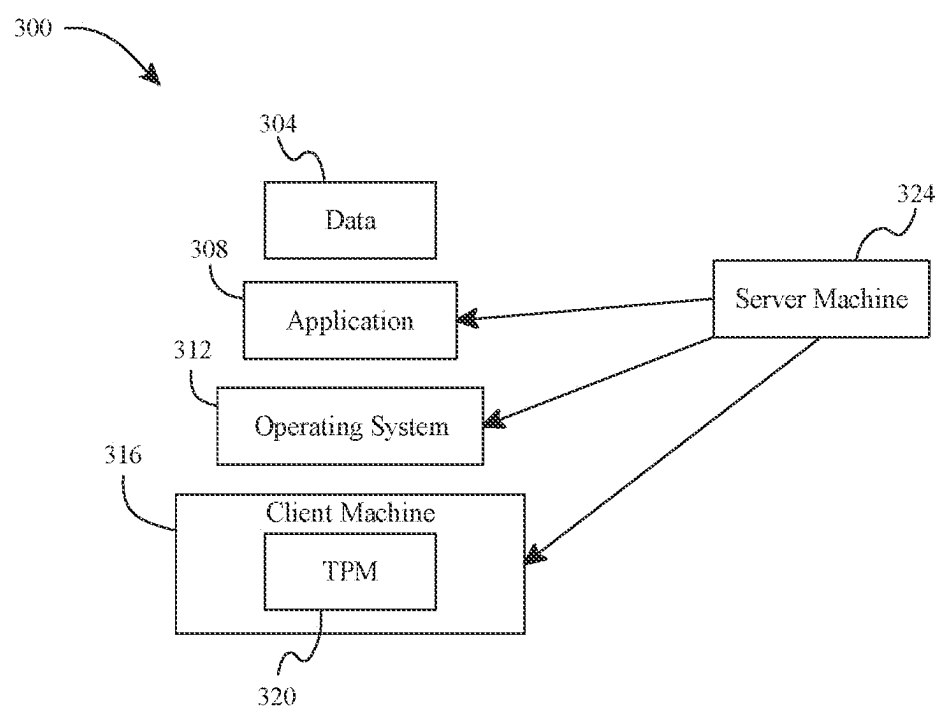 300
304
Data
324
308
Server Machine
Application
312
Operating System
316
Client Machine
TPM
320